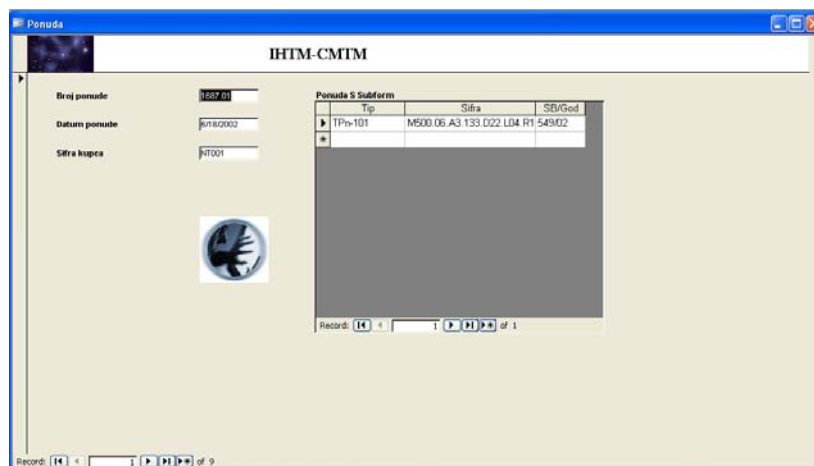 Ponuda
IHTM-CMTM
Broj ponude 1687.01
Datum ponude 6/18/2002
Sifra kupca NT001
Ponuda S Subform
Tip Sifra SB/God
TPn-101 M500.06.A3.133.D22.L04.R1 549/02
Record: 1 of 1
Record: 1 of 9